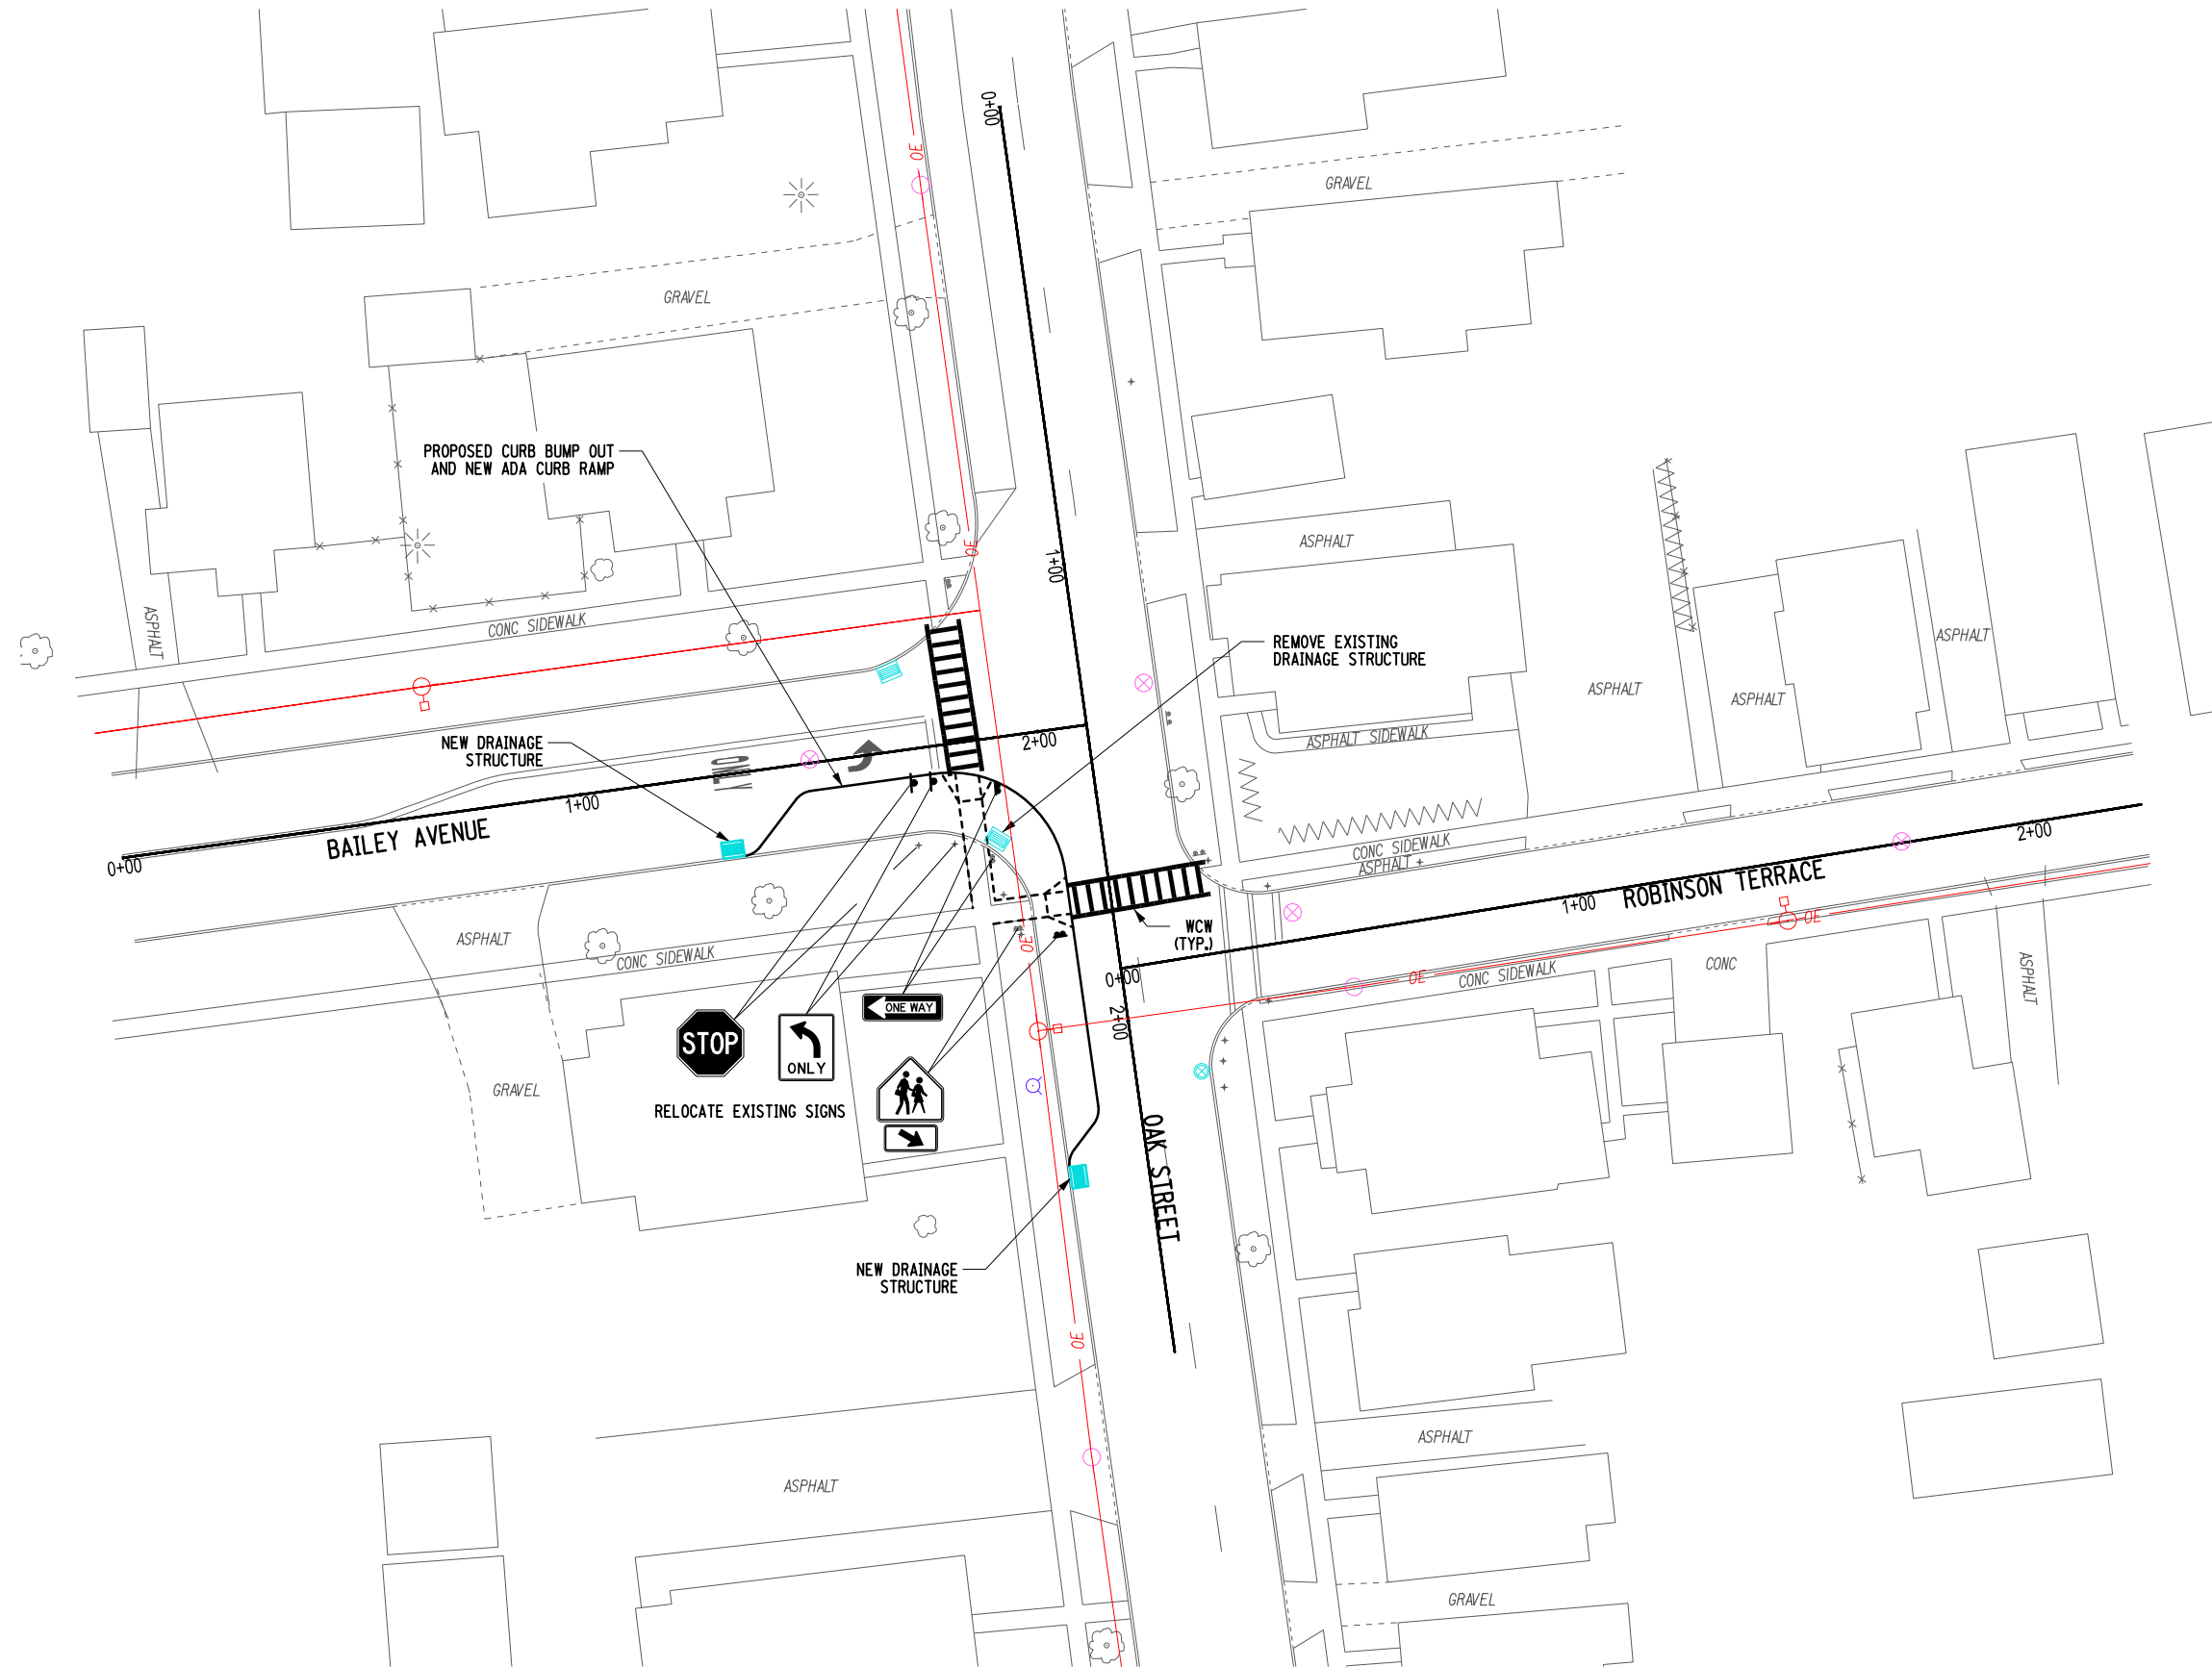 0+00
OE
GRAVEL
GRAVEL
PROPOSED CURB BUMP OUT
AND NEW ADA CURB RAMP
1+00
OE
ASPHALT
ASPHALT
CONC SIDEWALK
REMOVE EXISTING
DRAINAGE STRUCTURE
ASPHALT
ASPHALT
ASPHALT
ASPHALT SIDEWALK
NEW DRAINAGE
STRUCTURE
ONLY
2+00
1+00
BAILEY AVENUE
0+00
CONC SIDEWALK
ASPHALT
2+00
ROBINSON TERRACE
1+00
OE
WCW
(TYP.)
ASPHALT
CONC SIDEWALK
OE
0+00
OE
CONC SIDEWALK
CONC
ASPHALT
2+00
ONE WAY
STOP
ONLY
GRAVEL
RELOCATE EXISTING SIGNS
OAK STREET
NEW DRAINAGE
STRUCTURE
OE
ASPHALT
ASPHALT
GRAVEL